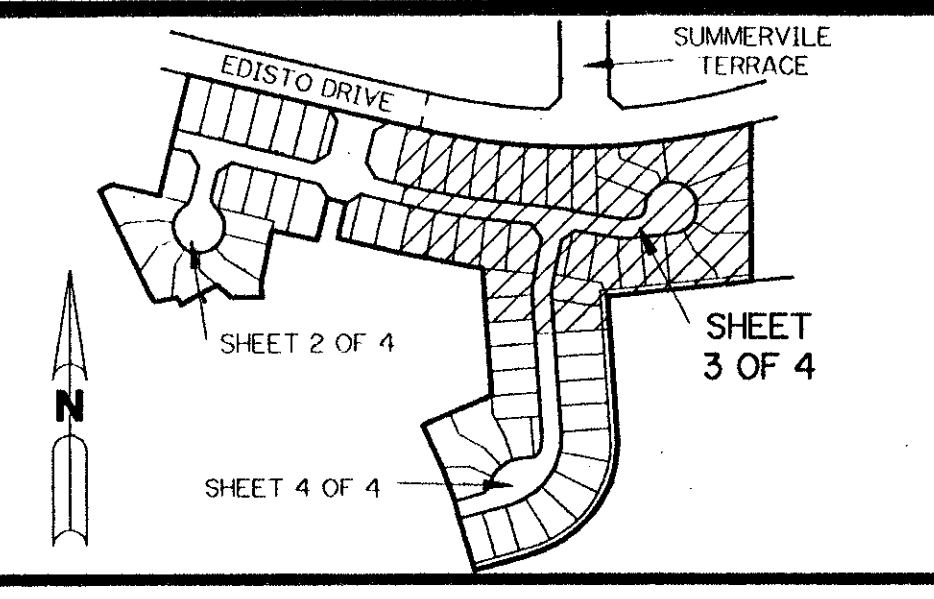 SUMMERVILE
TERRACE
EDISTO DRIVE
SHEET 2 OF 4
SHEET
3 OF 4
N
SHEET 4 OF 4